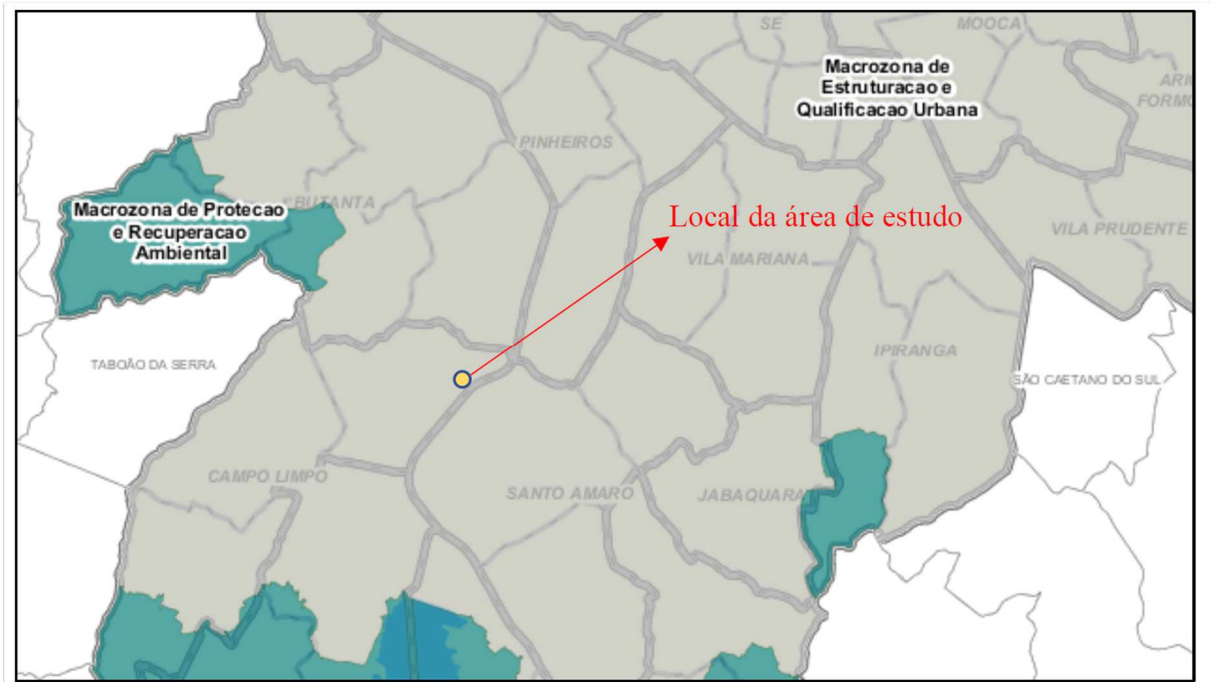 SE
MOOCA
Macrozona de
Estruturacao e
Qualificacao Urbana
PINHEIROS
BUTANTA
Macrozona de Protecao
e Recuperacao
Ambiental
Local da área de estudo
VILA MARIANA
VILA PRUDENTE
TABOÃO DA SERRA
IPIRANGA
SÃO CAETANO DO SUL
CAMPO LIMPO
SANTO AMARO
JABAQUARA